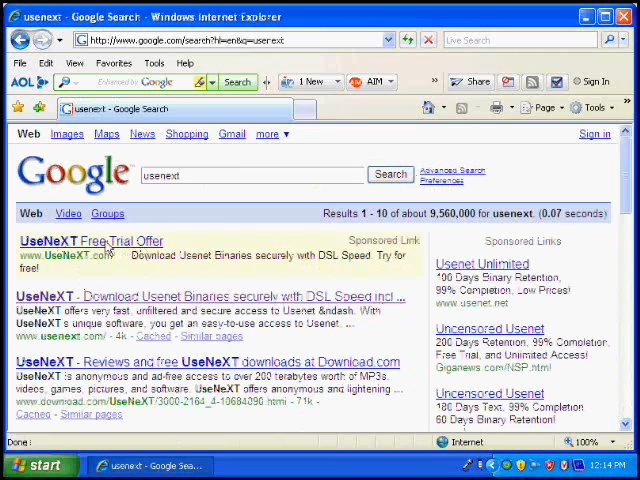 usenext - Google Search - Windows Internet Explorer
http://www.google.com/search?hl=en&q=usenext
Live Search
File Edit View Favorites Tools Help
AOL Enhanced by Google Search 1 New AIM » Share Sign In
usenext - Google Search » Page Tools »
Web Images Maps News Shopping Gmail more ▼ Sign in
Google usenext Search Advanced Search
Preferences
Web Video Groups Results 1 - 10 of about 9,560,000 for usenext. (0.07 seconds)
UseNeXT Free Trial Offer Sponsored Link
www.UseNeXT.com/ Download Usenet Binaries securely with DSL Speed. Try for
free!
UseNeXT - Download Usenet Binaries securely with DSL Speed incl ...
UseNeXT offers very fast, unfiltered and secure access to Usenet &ndash. With
UseNeXT´s unique software, you get an easy-to-use access to Usenet. ...
www.usenext.com/ - 4k - Cached - Similar pages
UseNeXT - Reviews and free UseNeXT downloads at Download.com
UseNeXT is anonymous and ad-free access to over 200 terabytes worth of MP3s,
videos, games, pictures, and software. UseNeXT offers anonymous and lightening ...
www.download.com/UseNeXT/3000-2164_4-10684090.html - 71k -
Cached - Similar pages
Sponsored Links
Usenet Unlimited
100 Days Binary Retention,
99% Completion, Low Prices!
www.usenet.net
Uncensored Usenet
200 Days Retention, 99% Completion,
Free Trial, and Unlimited Access!
Giganews.com/NSP.html
Uncensored Usenet
180 Days Text, 99% Completion
60 Days Binary Retention!
Done: Internet 100%
start usenext - Google Sea... 12:14 PM